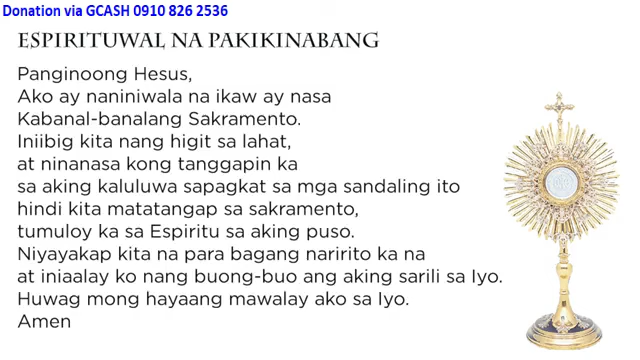 Donation via GCASH 0910 826 2536
ESPIRITUWAL NA PAKIKINABANG
Panginoong Hesus,
Ako ay naniniwala na ikaw ay nasa
Kabanal-banalang Sakramento.
Iniibig kita nang higit sa lahat,
at ninanasa kong tanggapin ka
sa aking kaluluwa sapagkat sa mga sandaling ito
hindi kita matatangap sa sakramento,
tumuloy ka sa Espiritu sa aking puso.
Niyayakap kita na para bagang naririto ka na
at iniaalay ko nang buong-buo ang aking sarili sa Iyo.
Huwag mong hayaang mawalay ako sa Iyo.
Amen